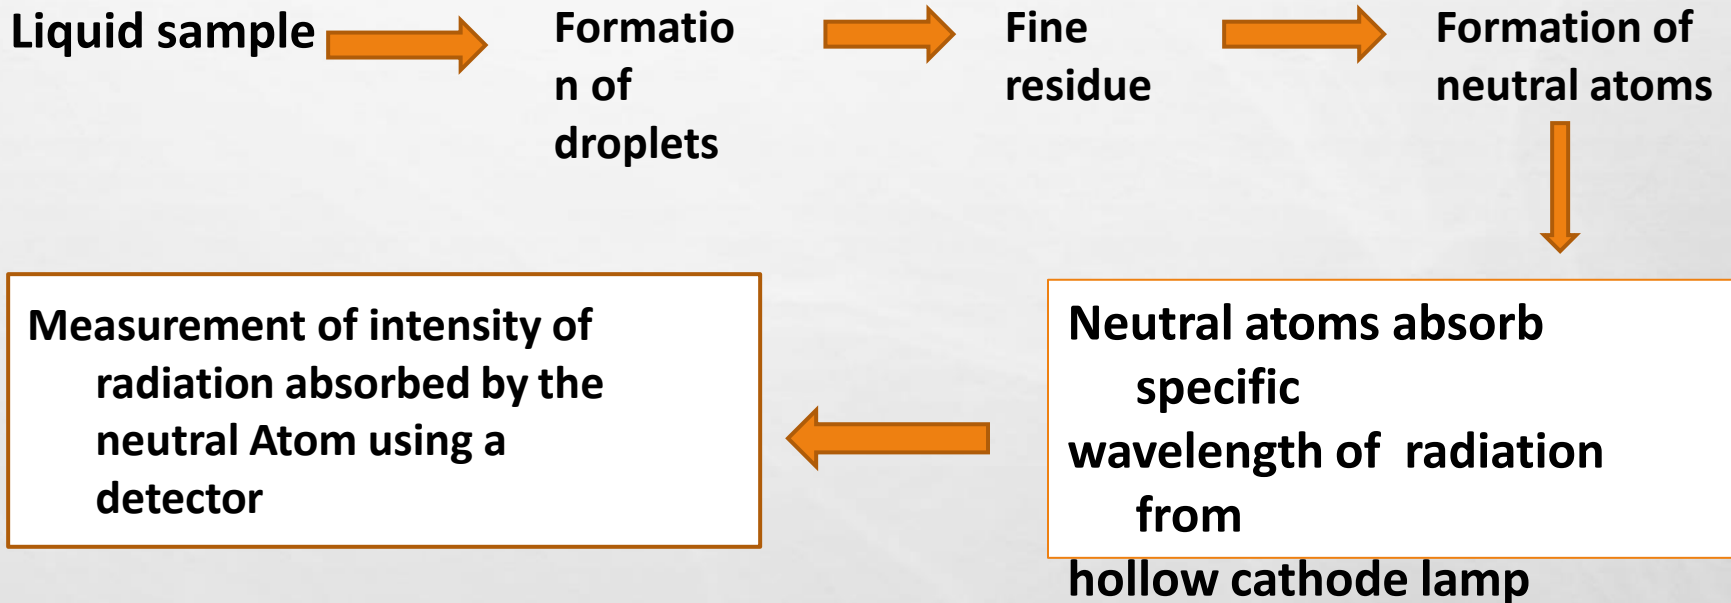 Liquid sample
Formatio
n of
droplets
Fine
residue
Formation of
neutral atoms
Neutral atoms absorb
specific
wavelength of radiation
from
hollow cathode lamp
Measurement of intensity of
radiation absorbed by the
neutral Atom using a
detector